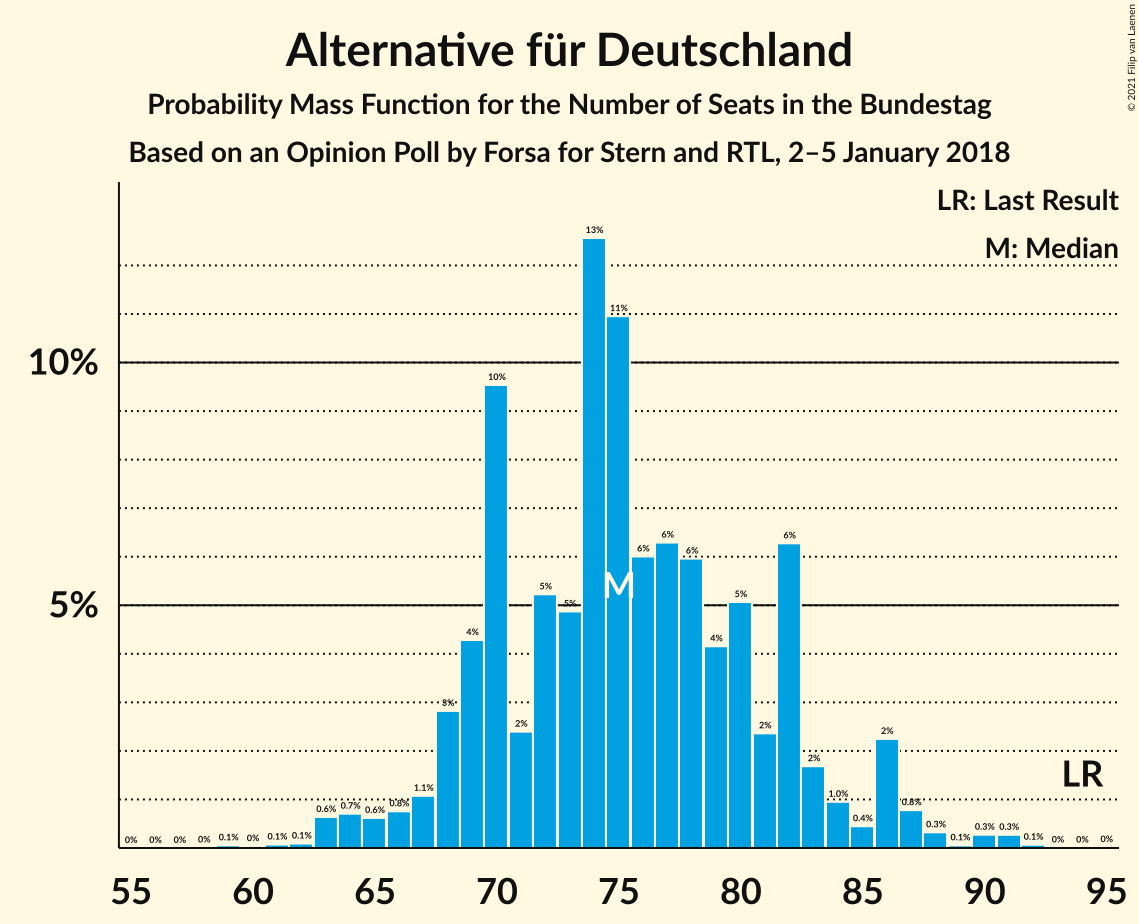 Alternative für Deutschland
Probability Mass Function for the Number of Seats in the Bundestag
Based on an Opinion Poll by Forsa for Stern and RTL, 2–5 January 2018
© 2021 Filip van Laenen
LR: Last Result
M: Median
10%
5%
0% 0% 0% 0% 0.1% 0% 0.1% 0.1% 0.6% 0.7% 0.6% 0.8% 1.1% 3% 4% 10% 2% 5% 5% 13% 11% 6% 6% 6% 4% 5% 2% 6% 2% 1.0% 0.4% 2% 0.8% 0.3% 0.1% 0.3% 0.3% 0.1% 0% 0% 0%
M
LR
55 60 65 70 75 80 85 90 95